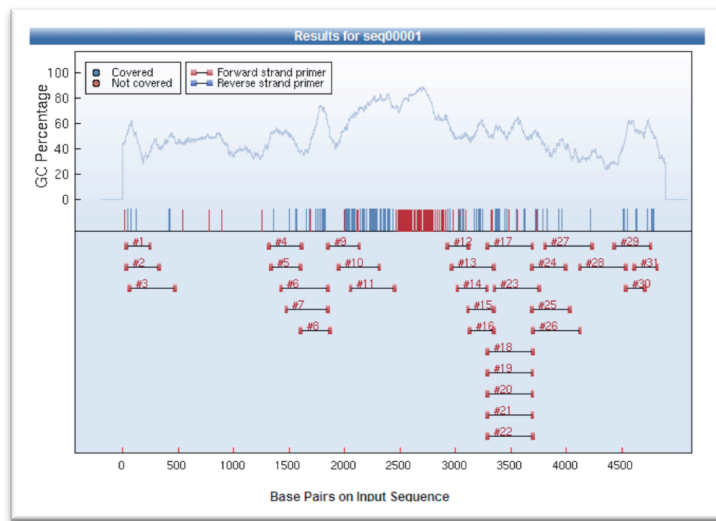 Results for seq00001
100
80
60
40
20
0
GC Percentage
Covered
Not covered
Forward strand primer
Reverse strand primer
#1 #4 #9 #12 #17 #27 #29
#2 #5 #10 #13 #24 #28 #31
#3 #6 #11 #14 #23 #30
#7 #15 #25
#8 #16 #26
#18
#19
#20
#21
#22
0 500 1000 1500 2000 2500 3000 3500 4000 4500
Base Pairs on Input Sequence